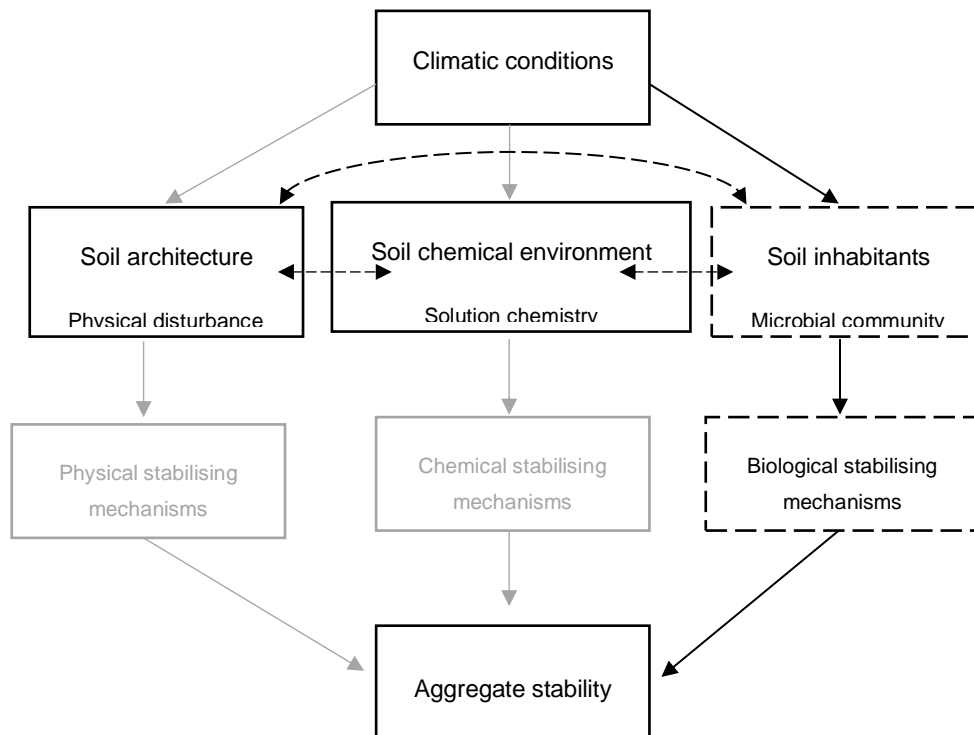 Climatic conditions
Soil architecture
Physical disturbance
Soil chemical environment
Solution chemistry
Soil inhabitants
Microbial community
Physical stabilising
mechanisms
Chemical stabilising
mechanisms
Biological stabilising
mechanisms
Aggregate stability